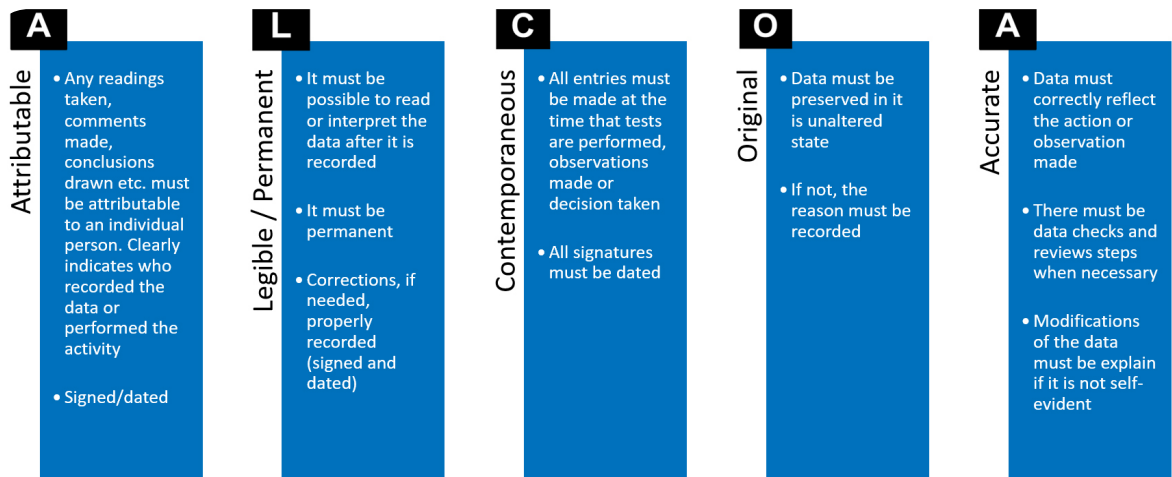 A
Attributable
• Any readings
taken,
comments
made,
conclusions
drawn etc. must
be attributable
to an individual
person. Clearly
indicates who
recorded the
data or
performed the
activity
• Signed/dated
L
Legible / Permanent
• It must be
possible to read
or interpret the
data after it is
recorded
• It must be
permanent
• Corrections, if
needed,
properly
recorded
(signed and
dated)
C
Contemporaneous
• All entries must
be made at the
time that tests
are performed,
observations
made or
decision taken
• All signatures
must be dated
O
Original
• Data must be
preserved in it
is unaltered
state
• If not, the
reason must be
recorded
A
Accurate
• Data must
correctly reflect
the action or
observation
made
• There must be
data checks and
reviews steps
when necessary
• Modifications
of the data
must be explain
if it is not self-
evident